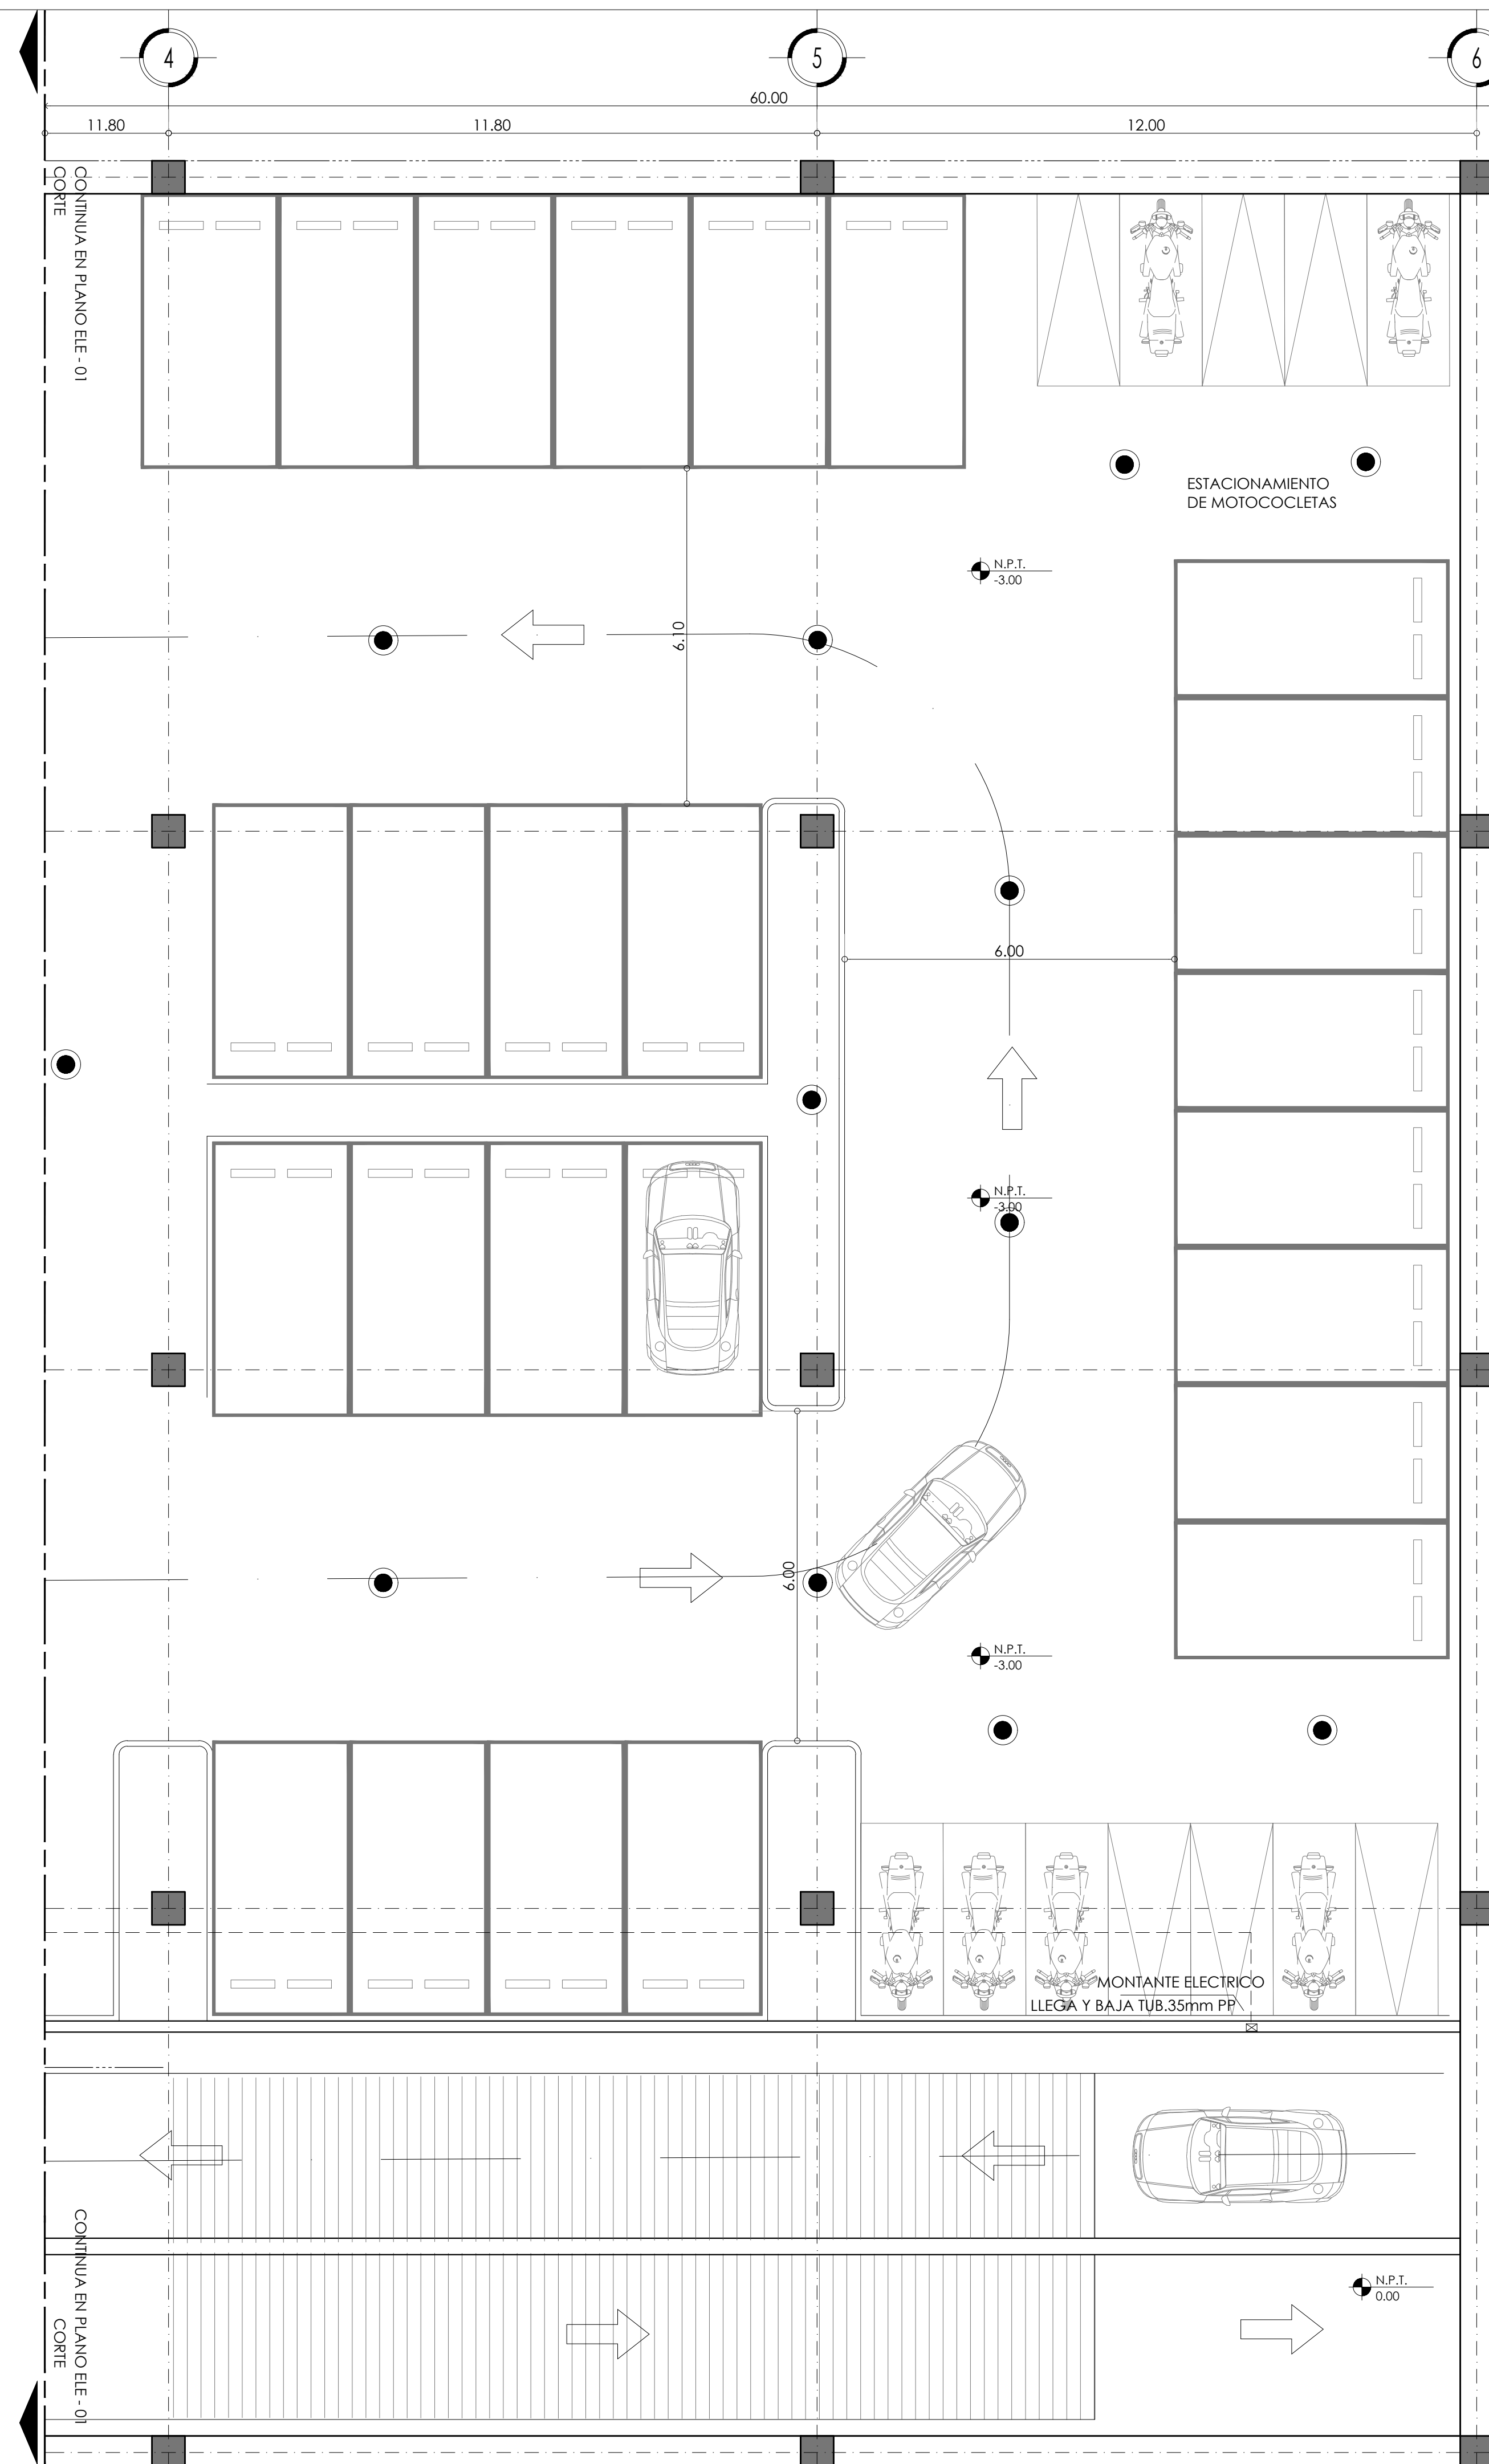 4
5
6
60.00
11.80
11.80
12.00
CONTINUA EN PLANO ELE - 01
CORTE
ESTACIONAMIENTO
DE MOTOCOCLETAS
N.P.T.
-3.00
6.10
6.00
N.P.T.
-3.00
6.00
N.P.T.
-3.00
MONTANTE ELECTRICO
LLEGA Y BAJA TUB.35mm PP
CONTINUA EN PLANO ELE - 01
CORTE
N.P.T.
0.00